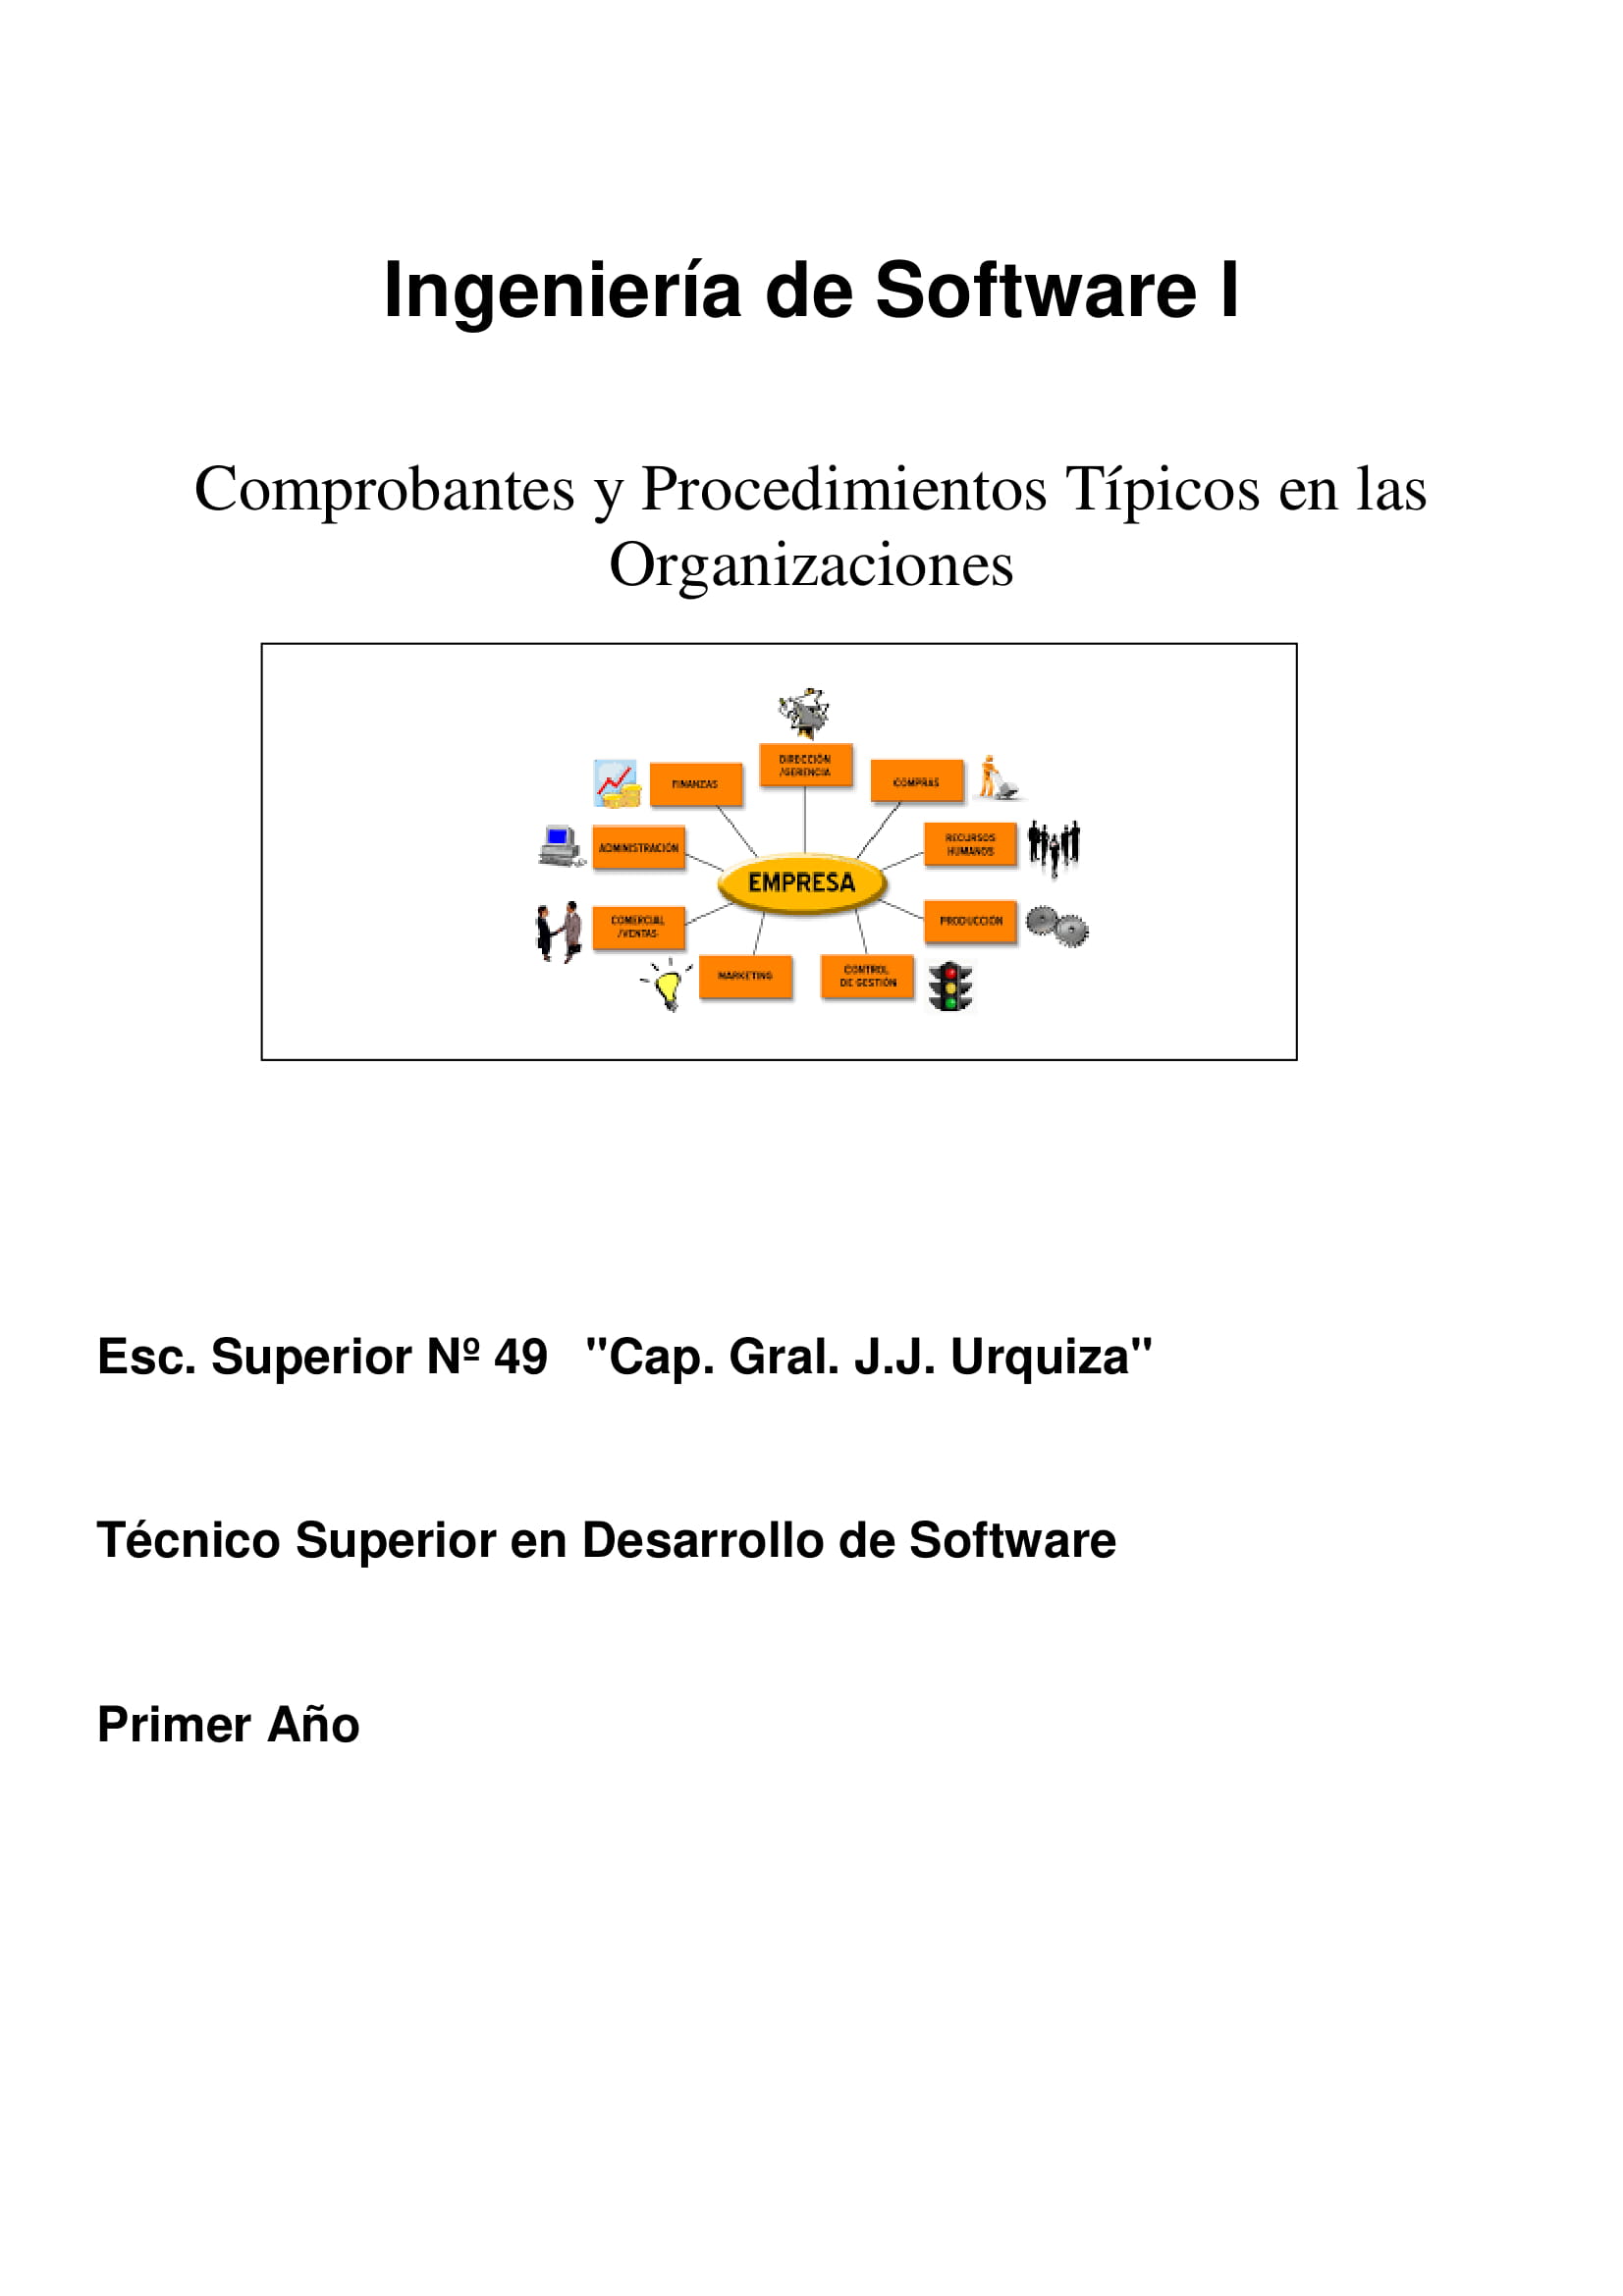 Ingeniería de Software I
Comprobantes y Procedimientos Típicos en las
Organizaciones
DIRECCIÓN
/GERENCIA
FINANZAS
COMPRAS
ADMINISTRACIÓN
RECURSOS
HUMANOS
EMPRESA
COMERCIAL
/VENTAS
PRODUCCIÓN
MARKETING
CONTROL
DE GESTIÓN
Esc. Superior Nº 49 "Cap. Gral. J.J. Urquiza"
Técnico Superior en Desarrollo de Software
Primer Año